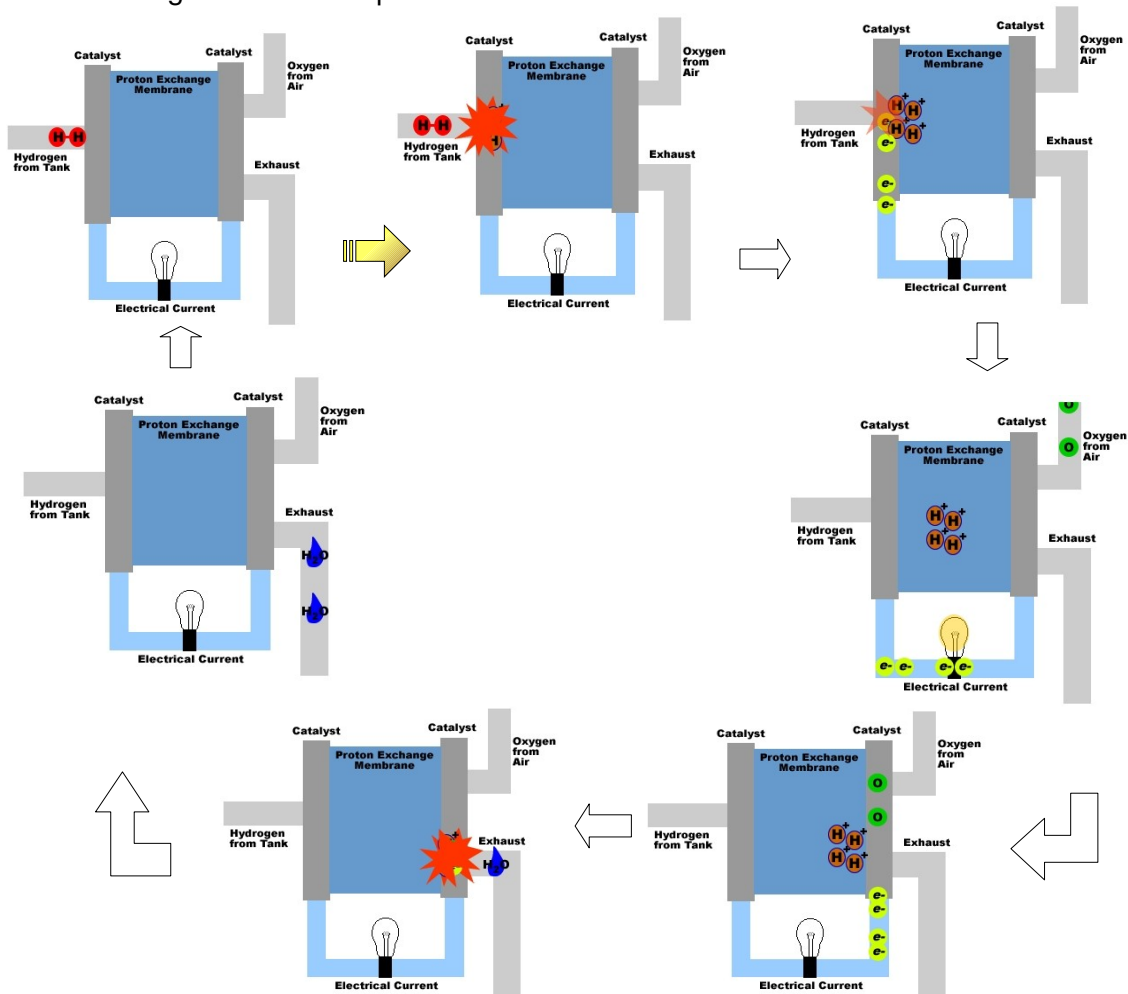 Catalyst
Catalyst
Oxygen
from
Air
Proton Exchange
Membrane
H-H
Hydrogen
from Tank
Exhaust
Electrical Current
Catalyst
Catalyst
Oxygen
from
Air
Proton Exchange
Membrane
H-H
+
H
Hydrogen
from Tank
Exhaust
Electrical Current
Catalyst
Catalyst
Oxygen
from
Air
Proton Exchange
Membrane
H+ H+
H+ H+
e-
e-
e-
e-
Hydrogen
from Tank
Exhaust
Electrical Current
Catalyst
Catalyst
Oxygen
from
Air
Proton Exchange
Membrane
Hydrogen
from Tank
Exhaust
H2O
H2O
Electrical Current
Catalyst
Catalyst
O
O
Oxygen
from
Air
Proton Exchange
Membrane
H+ H+
H+ H+
Hydrogen
from Tank
Exhaust
e- e- e- e-
Electrical Current
Catalyst
Catalyst
Oxygen
from
Air
Proton Exchange
Membrane
Hydrogen
from Tank
+
Exhaust
H2O
Electrical Current
Catalyst
Catalyst
Oxygen
from
Air
Proton Exchange
Membrane
O
O
H+ H+
H+ H+
Hydrogen
from Tank
Exhaust
e-
e-
e-
e-
Electrical Current